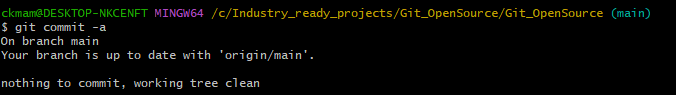 ckmam@DESKTOP-NKCENFT MINGW64 /c/Industry_ready_projects/Git_OpenSource/Git_OpenSource (main)
$ git commit -a
On branch main
Your branch is up to date with 'origin/main'.
nothing to commit, working tree clean